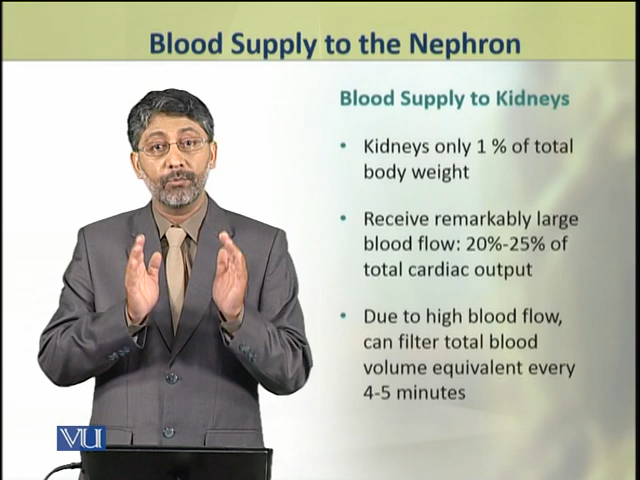 Blood Supply to the Nephron
Blood Supply to Kidneys
• Kidneys only 1 % of total
body weight
• Receive remarkably large
blood flow: 20%-25% of
total cardiac output
• Due to high blood flow,
can filter total blood
volume equivalent every
4-5 minutes
VU